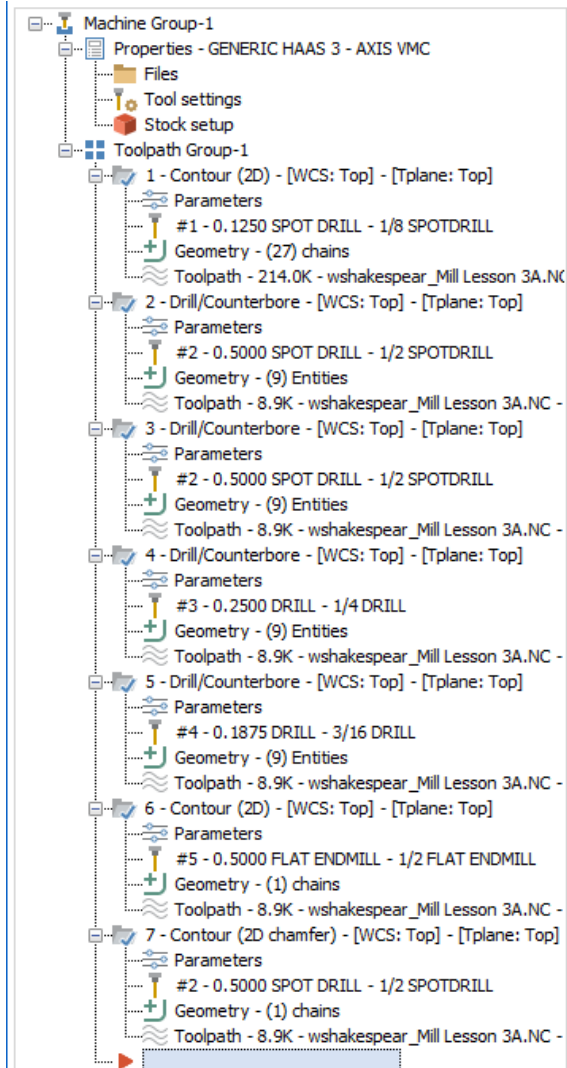 Machine Group-1
Properties - GENERIC HAAS 3 - AXIS VMC
Files
Tool settings
Stock setup
Toolpath Group-1
1 - Contour (2D) - [WCS: Top] - [Tplane: Top]
Parameters
#1 - 0.1250 SPOT DRILL - 1/8 SPOTDRILL
Geometry - (27) chains
Toolpath - 214.0K - wshakespear_Mill Lesson 3A.NC
2 - Drill/Counterbore - [WCS: Top] - [Tplane: Top]
Parameters
#2 - 0.5000 SPOT DRILL - 1/2 SPOTDRILL
Geometry - (9) Entities
Toolpath - 8.9K - wshakespear_Mill Lesson 3A.NC -
3 - Drill/Counterbore - [WCS: Top] - [Tplane: Top]
Parameters
#2 - 0.5000 SPOT DRILL - 1/2 SPOTDRILL
Geometry - (9) Entities
Toolpath - 8.9K - wshakespear_Mill Lesson 3A.NC -
4 - Drill/Counterbore - [WCS: Top] - [Tplane: Top]
Parameters
#3 - 0.2500 DRILL - 1/4 DRILL
Geometry - (9) Entities
Toolpath - 8.9K - wshakespear_Mill Lesson 3A.NC -
5 - Drill/Counterbore - [WCS: Top] - [Tplane: Top]
Parameters
#4 - 0.1875 DRILL - 3/16 DRILL
Geometry - (9) Entities
Toolpath - 8.9K - wshakespear_Mill Lesson 3A.NC -
6 - Contour (2D) - [WCS: Top] - [Tplane: Top]
Parameters
#5 - 0.5000 FLAT ENDMILL - 1/2 FLAT ENDMILL
Geometry - (1) chains
Toolpath - 8.9K - wshakespear_Mill Lesson 3A.NC -
7 - Contour (2D chamfer) - [WCS: Top] - [Tplane: Top]
Parameters
#2 - 0.5000 SPOT DRILL - 1/2 SPOTDRILL
Geometry - (1) chains
Toolpath - 8.9K - wshakespear_Mill Lesson 3A.NC -